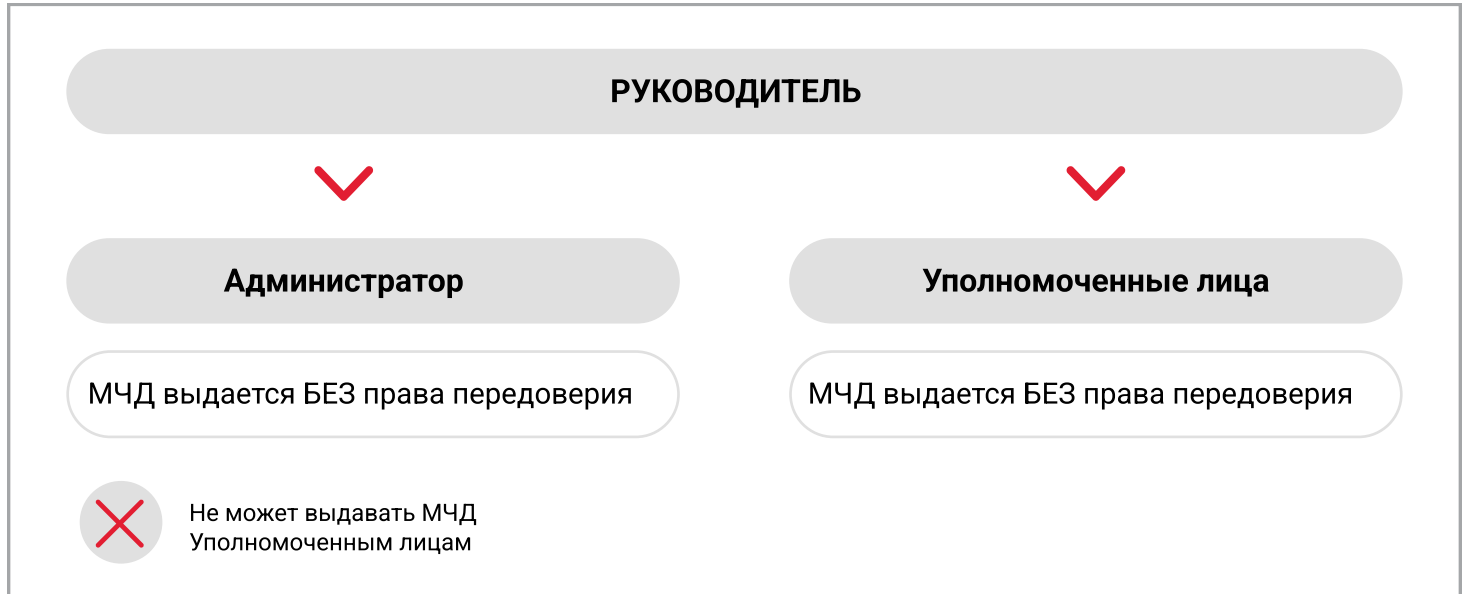 РУКОВОДИТЕЛЬ
Администратор
Уполномоченные лица
МЧД выдается БЕЗ права передоверия
МЧД выдается БЕЗ права передоверия
Не может выдавать МЧД
Уполномоченным лицам